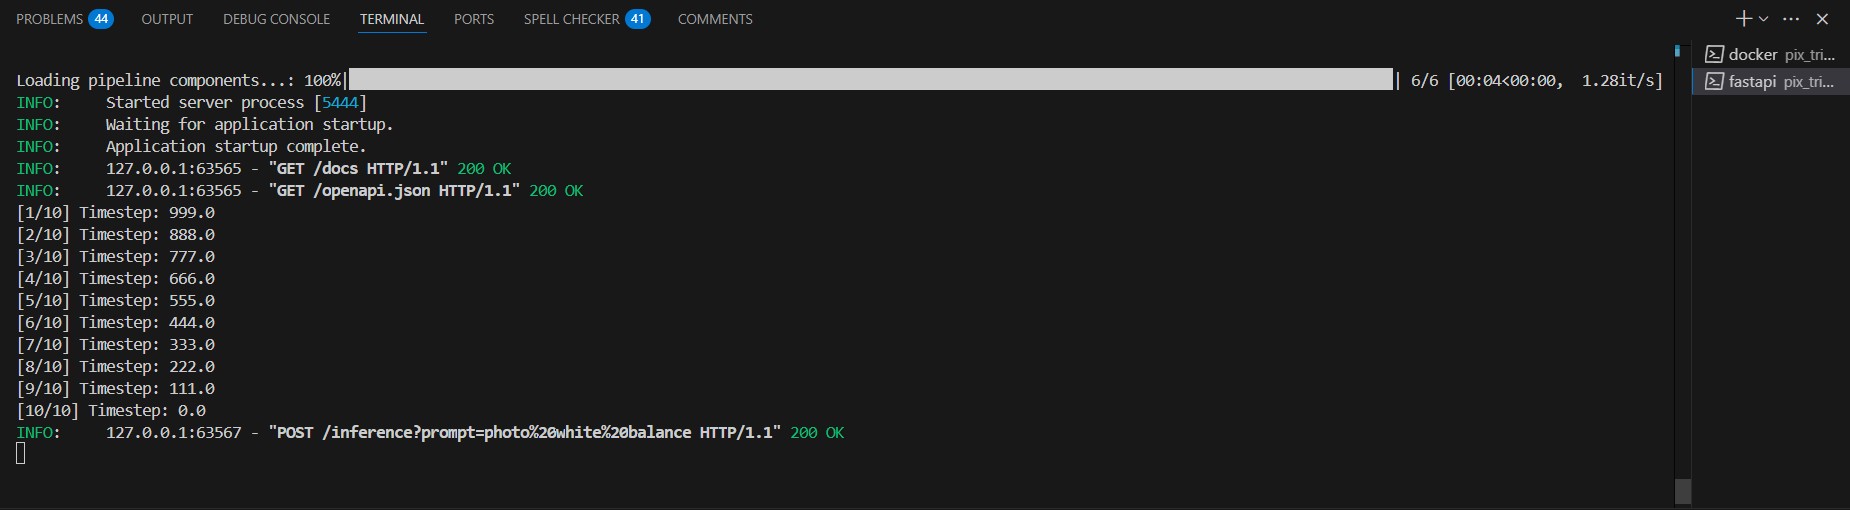 PROBLEMS 44 OUTPUT DEBUG CONSOLE TERMINAL PORTS SPELL CHECKER 41 COMMENTS
Loading pipeline components...: 100%| | 6/6 [00:04<00:00, 1.28it/s]
INFO: Started server process [5444]
INFO: Waiting for application startup.
INFO: Application startup complete.
INFO: 127.0.0.1:63565 - "GET /docs HTTP/1.1" 200 OK
INFO: 127.0.0.1:63565 - "GET /openapi.json HTTP/1.1" 200 OK
[1/10] Timestep: 999.0
[2/10] Timestep: 888.0
[3/10] Timestep: 777.0
[4/10] Timestep: 666.0
[5/10] Timestep: 555.0
[6/10] Timestep: 444.0
[7/10] Timestep: 333.0
[8/10] Timestep: 222.0
[9/10] Timestep: 111.0
[10/10] Timestep: 0.0
INFO: 127.0.0.1:63567 - "POST /inference?prompt=photo%20white%20balance HTTP/1.1" 200 OK
docker pix_tri...
fastapi pix_tri...